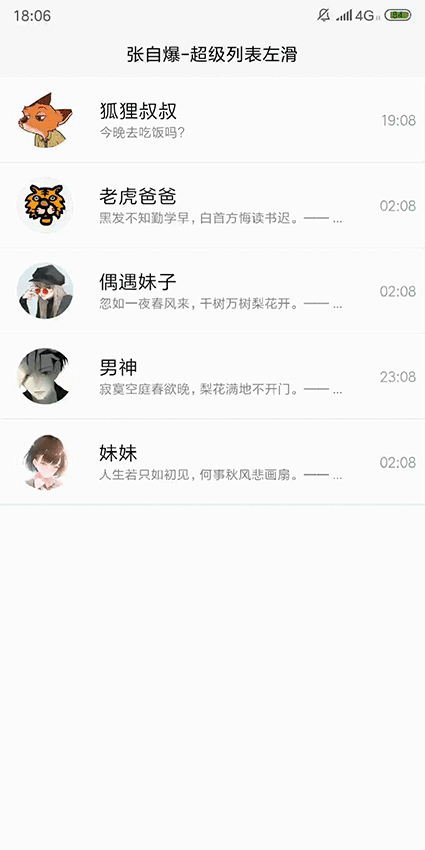 18:06
4G
84
张自爆-超级列表左滑
狐狸叔叔
19:08
今晚去吃饭吗?
老虎爸爸
02:08
黑发不知勤学早，白首方悔读书迟。—— ...
偶遇妹子
02:08
忽如一夜春风来，千树万树梨花开。—— ...
男神
23:08
寂寞空庭春欲晚，梨花满地不开门。—— ...
妹妹
02:08
人生若只如初见，何事秋风悲画扇。—— ...